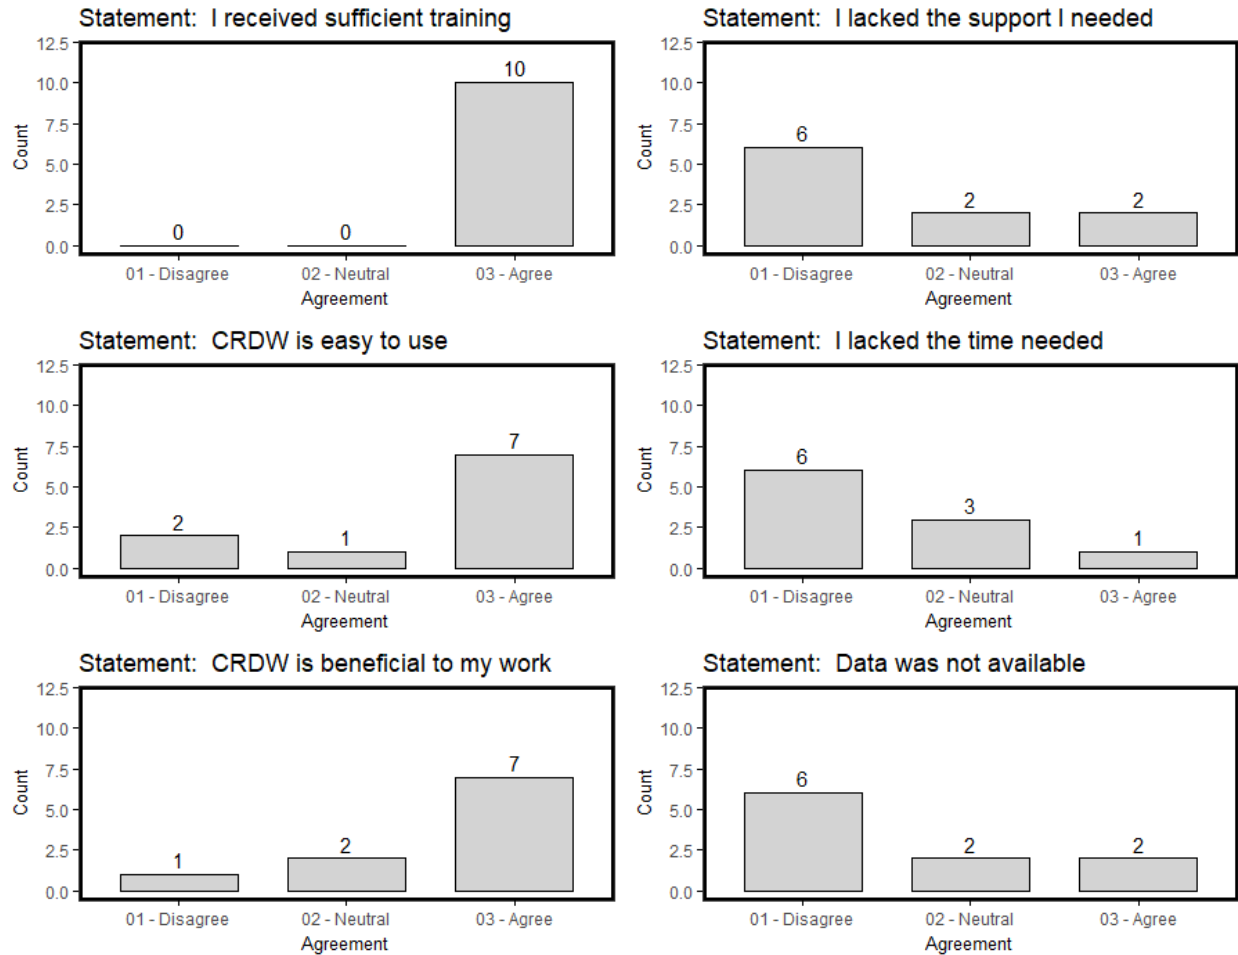 Statement:  I received sufficient training
12.5
10.0
7.5
5.0
2.5
0.0
Count
0
0
10
01 - Disagree
02 - Neutral
03 - Agree
Agreement
Statement:  I lacked the support I needed
12.5
10.0
7.5
5.0
2.5
0.0
Count
6
2
2
01 - Disagree
02 - Neutral
03 - Agree
Agreement
Statement:  CRDW is easy to use
12.5
10.0
7.5
5.0
2.5
0.0
Count
2
1
7
01 - Disagree
02 - Neutral
03 - Agree
Agreement
Statement:  I lacked the time needed
12.5
10.0
7.5
5.0
2.5
0.0
Count
6
3
1
01 - Disagree
02 - Neutral
03 - Agree
Agreement
Statement:  CRDW is beneficial to my work
12.5
10.0
7.5
5.0
2.5
0.0
Count
1
2
7
01 - Disagree
02 - Neutral
03 - Agree
Agreement
Statement:  Data was not available
12.5
10.0
7.5
5.0
2.5
0.0
Count
6
2
2
01 - Disagree
02 - Neutral
03 - Agree
Agreement